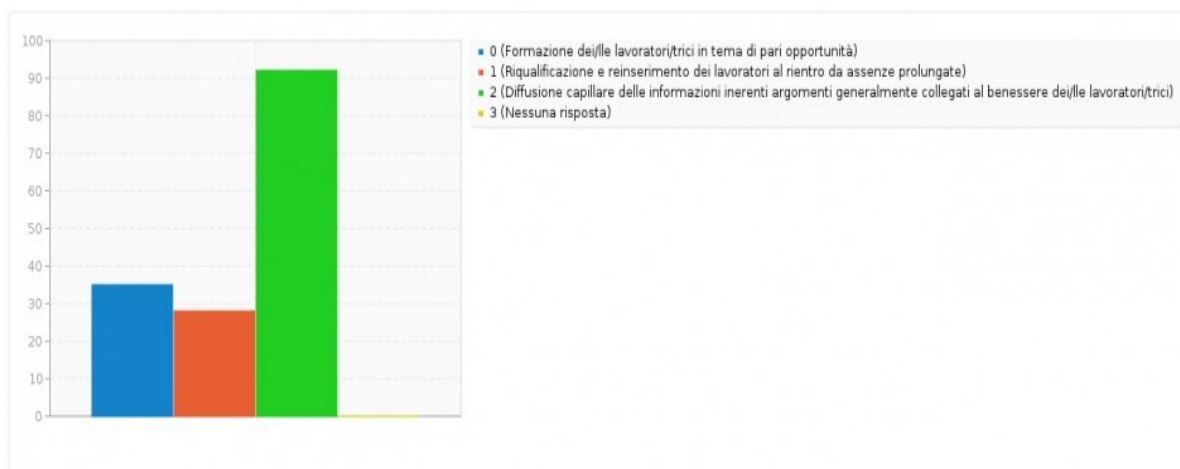 100
90
80
70
60
50
40
30
20
10
0
0 (Formazione dei/lle lavoratori/trici in tema di pari opportunità)
1 (Riqualificazione e reinserimento dei lavoratori al rientro da assenze prolungate)
2 (Diffusione capillare delle informazioni inerenti argomenti generalmente collegati al benessere dei/lle lavoratori/trici)
3 (Nessuna risposta)